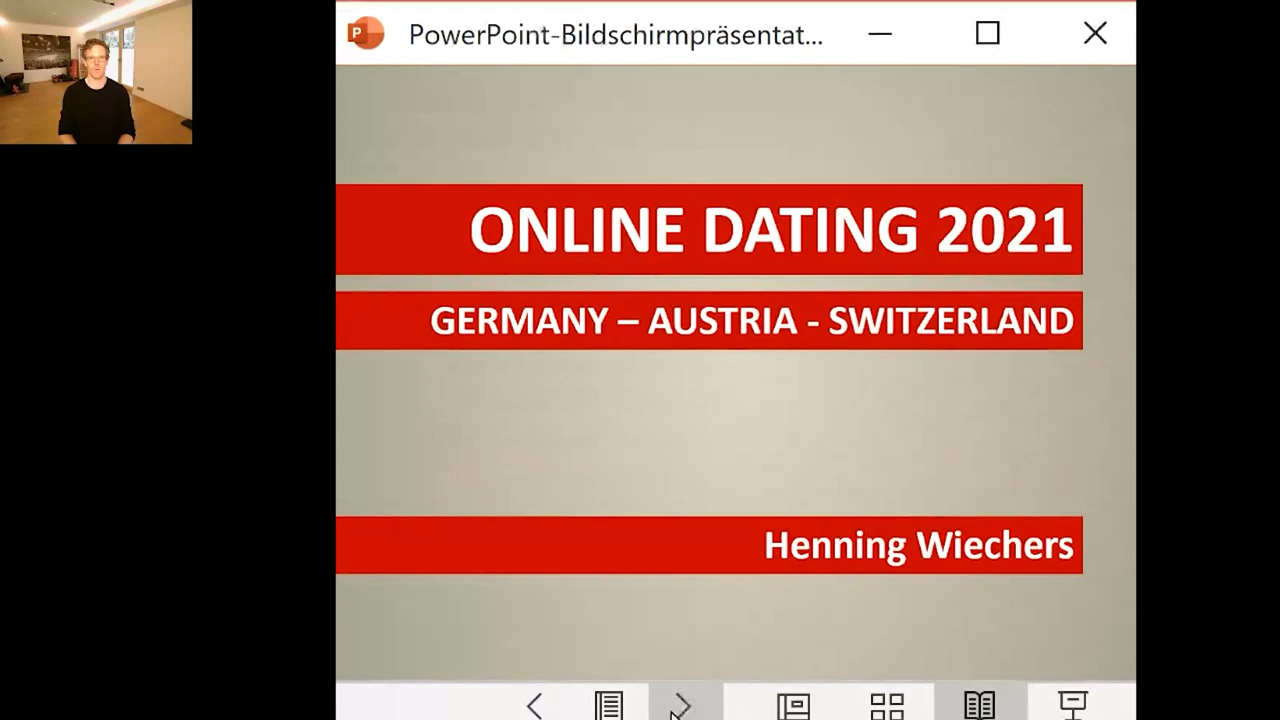 PowerPoint-Bildschirmpräsentat...
ONLINE DATING 2021
GERMANY – AUSTRIA - SWITZERLAND
Henning Wiechers